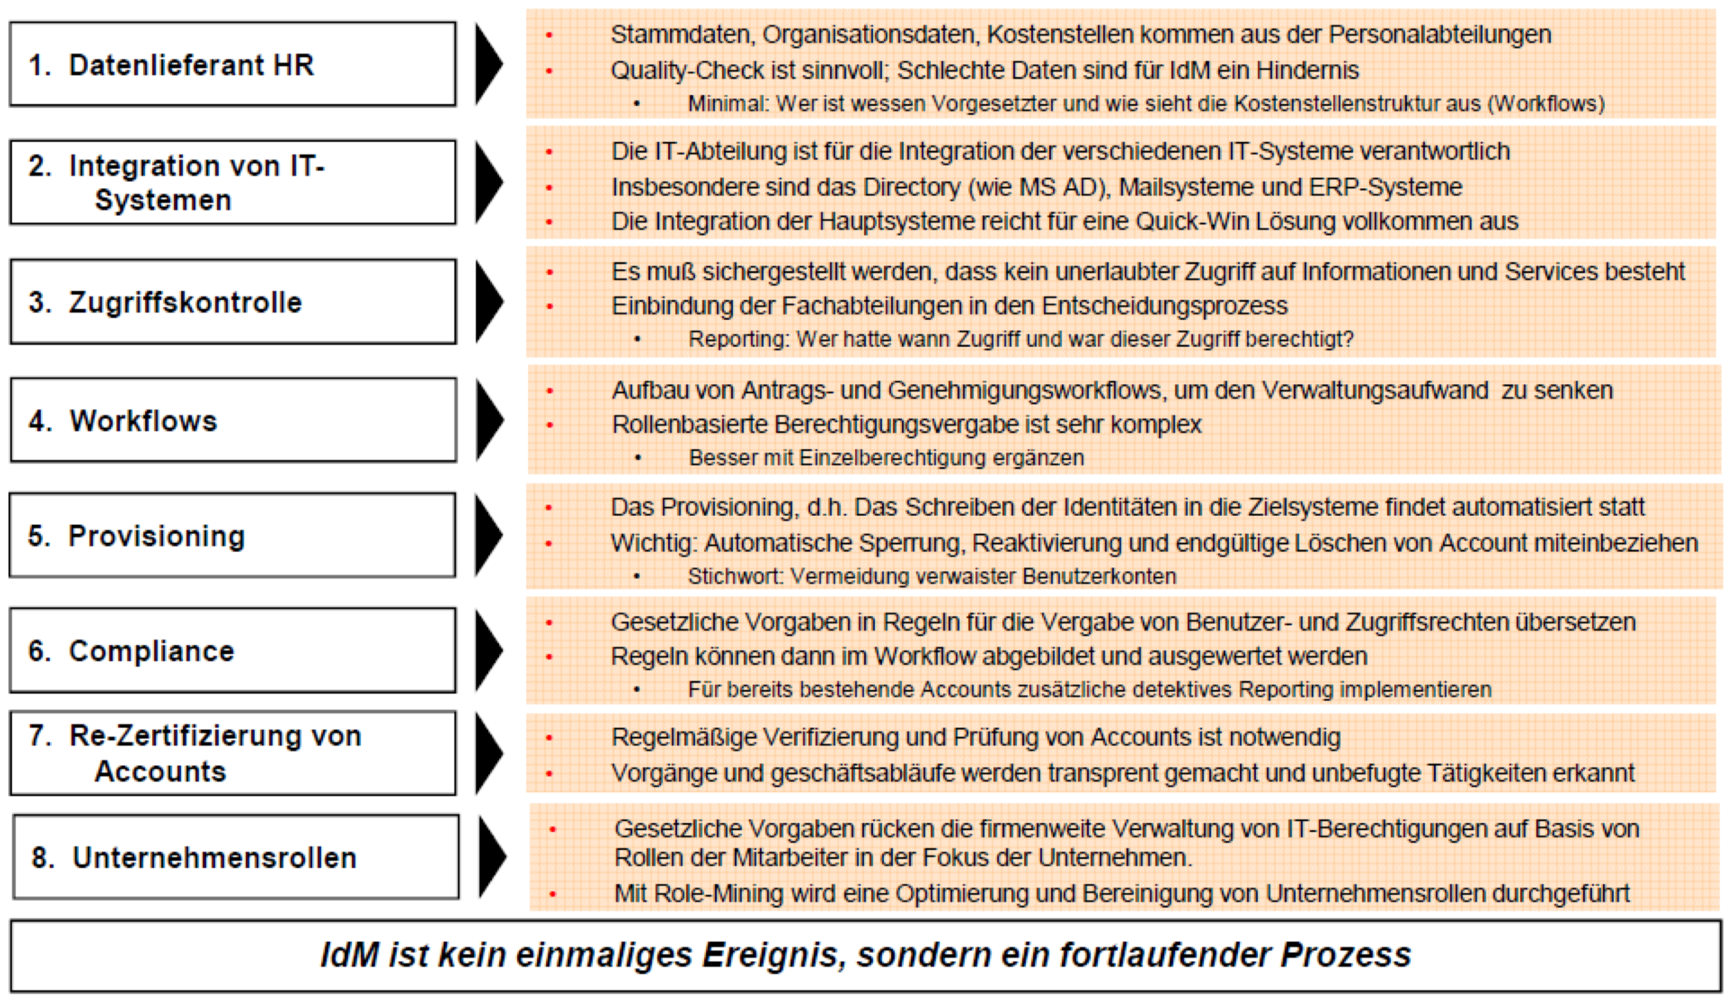 1. Datenlieferant HR
• Stammdaten, Organisationsdaten, Kostenstellen kommen aus der Personalabteilungen
• Quality-Check ist sinnvoll; Schlechte Daten sind für IdM ein Hindernis
• Minimal: Wer ist wessen Vorgesetzter und wie sieht die Kostenstellenstruktur aus (Workflows)
2. Integration von IT-
Systemen
• Die IT-Abteilung ist für die Integration der verschiedenen IT-Systeme verantwortlich
• Insbesondere sind das Directory (wie MS AD), Mailsysteme und ERP-Systeme
• Die Integration der Hauptsysteme reicht für eine Quick-Win Lösung vollkommen aus
3. Zugriffskontrolle
• Es muß sichergestellt werden, dass kein unerlaubter Zugriff auf Informationen und Services besteht
• Einbindung der Fachabteilungen in den Entscheidungsprozess
• Reporting: Wer hatte wann Zugriff und war dieser Zugriff berechtigt?
4. Workflows
• Aufbau von Antrags- und Genehmigungsworkflows, um den Verwaltungsaufwand zu senken
• Rollenbasierte Berechtigungsvergabe ist sehr komplex
• Besser mit Einzelberechtigung ergänzen
5. Provisioning
• Das Provisioning, d.h. Das Schreiben der Identitäten in die Zielsysteme findet automatisiert statt
• Wichtig: Automatische Sperrung, Reaktivierung und endgültige Löschen von Account miteinbeziehen
• Stichwort: Vermeidung verwaister Benutzerkonten
6. Compliance
• Gesetzliche Vorgaben in Regeln für die Vergabe von Benutzer- und Zugriffsrechten übersetzen
• Regeln können dann im Workflow abgebildet und ausgewertet werden
• Für bereits bestehende Accounts zusätzliche detektives Reporting implementieren
7. Re-Zertifizierung von
Accounts
• Regelmäßige Verifizierung und Prüfung von Accounts ist notwendig
• Vorgänge und geschäftsabläufe werden transprent gemacht und unbefugte Tätigkeiten erkannt
8. Unternehmensrollen
• Gesetzliche Vorgaben rücken die firmenweite Verwaltung von IT-Berechtigungen auf Basis von
Rollen der Mitarbeiter in der Fokus der Unternehmen.
• Mit Role-Mining wird eine Optimierung und Bereinigung von Unternehmensrollen durchgeführt
IdM ist kein einmaliges Ereignis, sondern ein fortlaufender Prozess